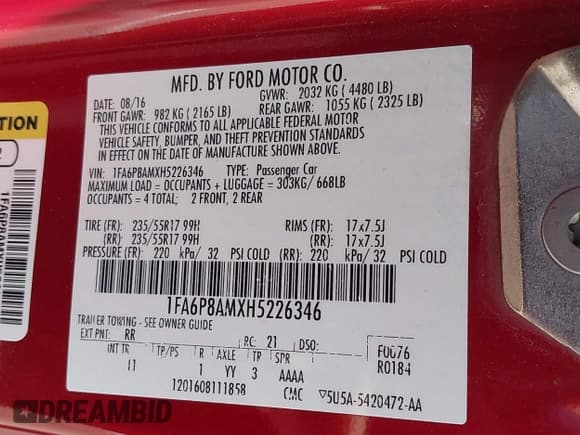 MFD. BY FORD MOTOR CO.
DATE: 08/16 GVWR: 2032 KG ( 4480 LB)
FRONT GAWR: 982 KG ( 2165 LB) REAR GAWR: 1055 KG ( 2325 LB)
THIS VEHICLE CONFORMS TO ALL APPLICABLE FEDERAL MOTOR
VEHICLE SAFETY, BUMPER, AND THEFT PREVENTION STANDARDS
IN EFFECT ON THE DATE OF MANUFACTURE SHOWN ABOVE.
VIN: 1FA6P8AMXH5226346 TYPE: Passenger Car
MAXIMUM LOAD = OCCUPANTS + LUGGAGE = 303KG/ 668LB
OCCUPANTS = 4 TOTAL: 2 FRONT, 2 REAR
TIRE (FR): 235/55R17 99H RIMS (FR): 17x7.5J
(RR): 235/55R17 99H (RR): 17x7.5J
PRESSURE (FR): 220 kPa/ 32 PSI COLD (RR): 220 kPa/ 32 PSI COLD
1FA6P8AMXH5226346
TRAILER TOWING - SEE OWNER GUIDE
EXT PNT: RR RC: 21 DSO: F0076
INT TR TP/PS R AXLE TR SPR R0184
1 YY 3 AAAA
1201608111858 CMC ▽5U5A-5420472-AA
DREAMBID